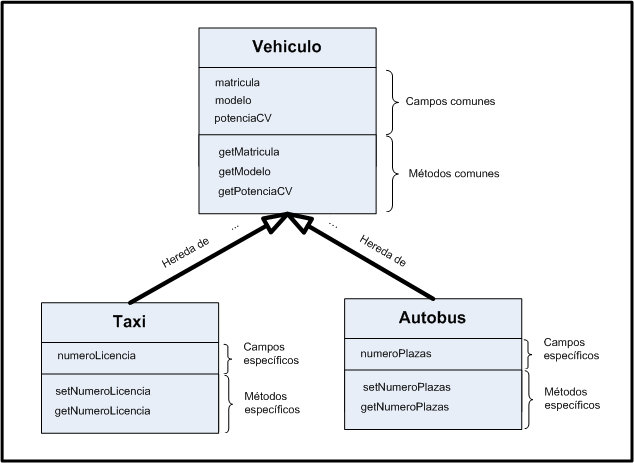 Vehiculo
matricula
modelo
potenciaCV
Campos comunes
getMatricula
getModelo
getPotenciaCV
Métodos comunes
Hereda de ...
... Hereda de
Taxi
numeroLicencia
Campos
específicos
setNumeroLicencia
getNumeroLicencia
Métodos
específicos
Autobus
numeroPlazas
Campos
específicos
setNumeroPlazas
getNumeroPlazas
Métodos
específicos